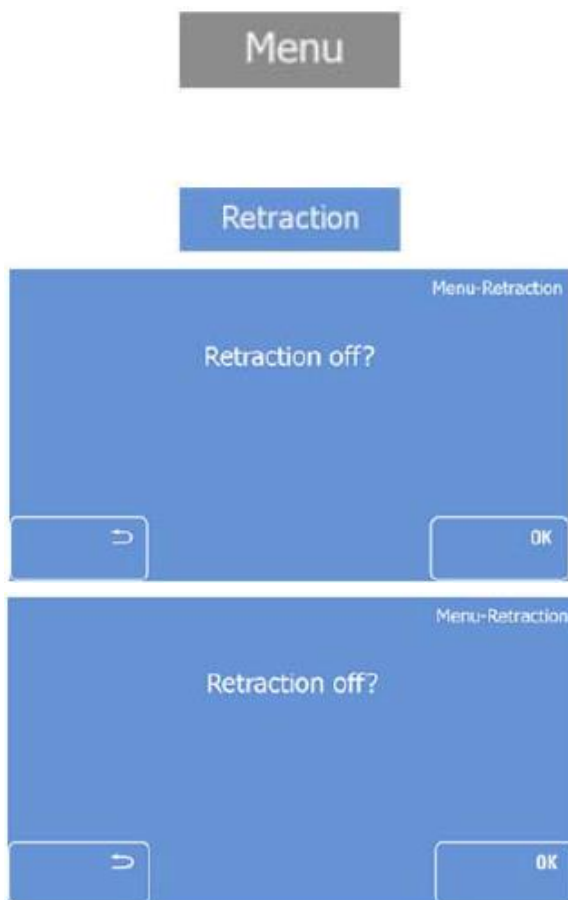 Menu
Retraction
Menu-Retraction
Retraction off?
OK
Menu-Retraction
Retraction off?
OK